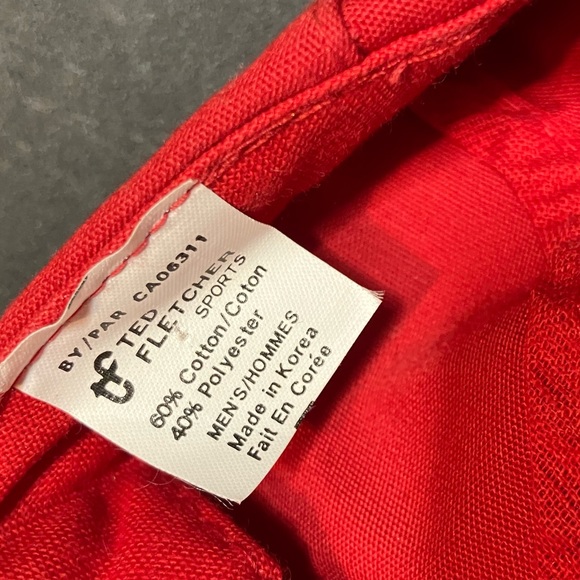 BY/PAR CA06311
TF TED
FLETCHER
SPORTS
60% Cotton/Coton
40% Polyester
MEN'S/HOMMES
Made in Korea
Fait En Corée